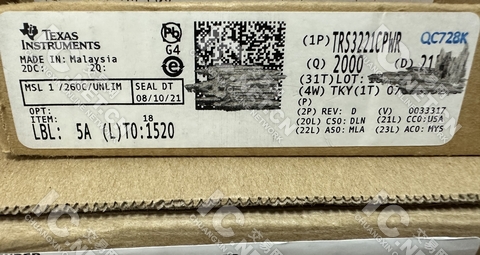 TEXAS
INSTRUMENTS
MADE IN: Malaysia
2DC: 2Q:
Pb
G4
e
MSL 1 /260C/UNLIM
SEAL DT
08/10/21
OPT:
ITEM: 18
LBL: 5A (L)TO:1520
(1P) TRS3221CPWR
QC728K
(Q) 2000 (D) 21
(31T) LOT:
(4W) TKY(1T) 07
(P)
(2P) REV: D (V) 0033317
(20L) CSO: DLN (21L) CCO:USA
(22L) ASO: MLA (23L) ACO: MYS